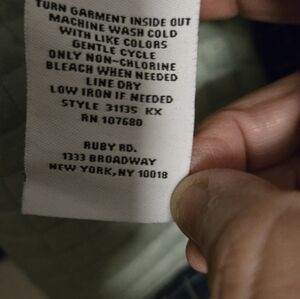 TURN GARMENT INSIDE OUT
MACHINE WASH COLD
WITH LIKE COLORS
GENTLE CYCLE
ONLY NON-CHLORINE
BLEACH WHEN NEEDED
LINE DRY
LOW IRON IF NEEDED
STYLE 31135 KX
RN 107680
RUBY RD.
1333 BROADWAY
NEW YORK, NY 10018